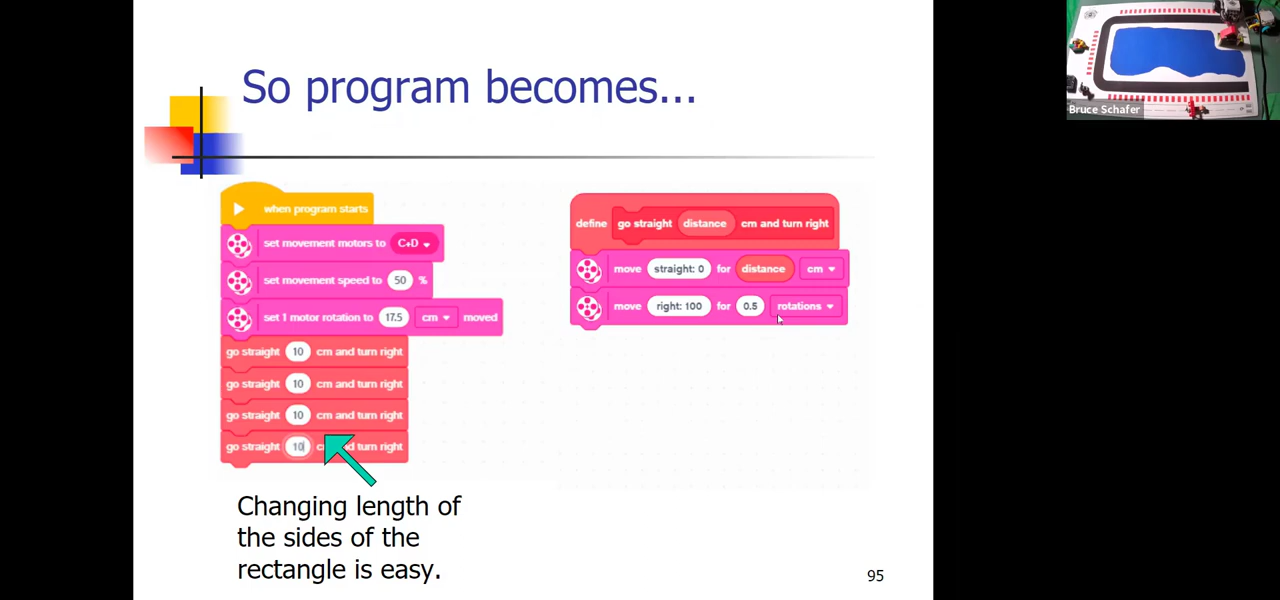 So program becomes...
when program starts
set movement motors to C+D
set movement speed to 50 %
set 1 motor rotation to 17.5 cm moved
go straight 10 cm and turn right
go straight 10 cm and turn right
go straight 10 cm and turn right
go straight 10 cm and turn right
define go straight distance cm and turn right
move straight: 0 for distance cm
move right: 100 for 0.5 rotations
Changing length of
the sides of the
rectangle is easy.
95
Bruce Schafer